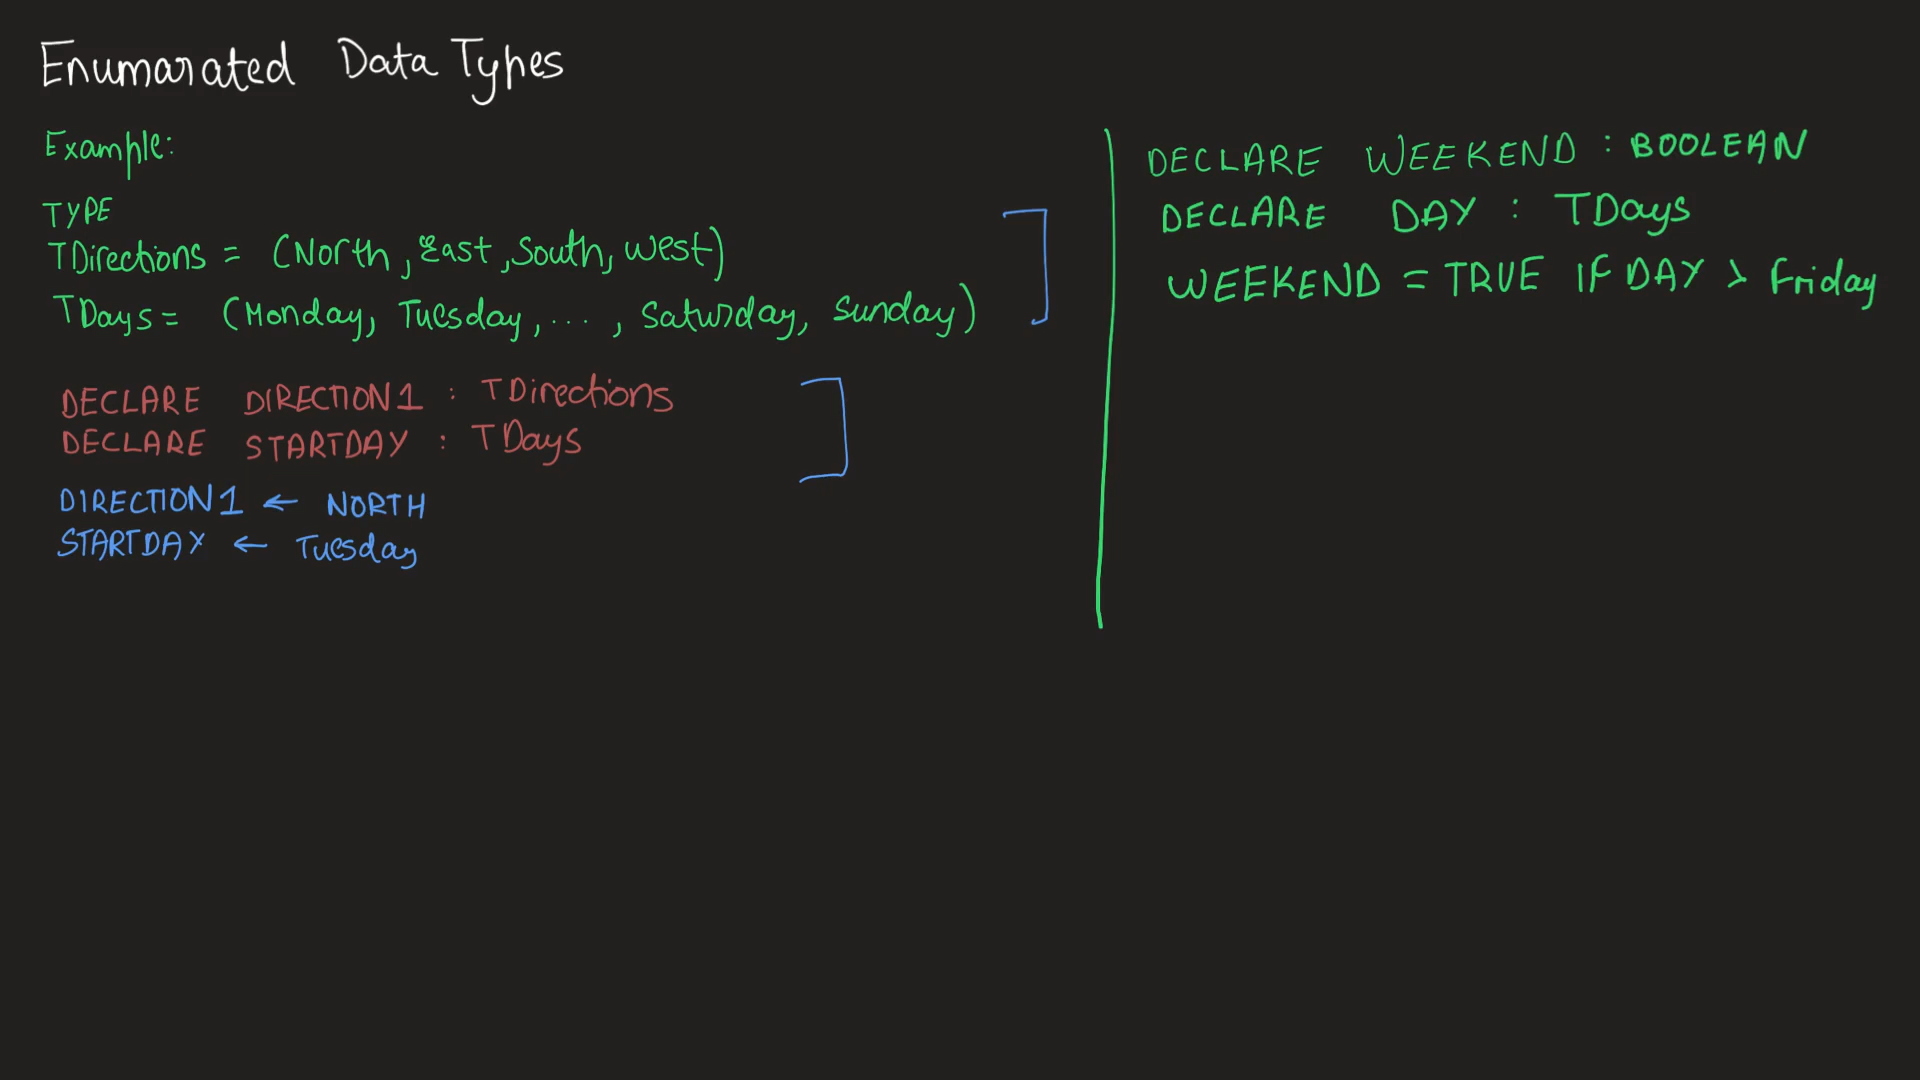 Enumarated Data Types
Example:
TYPE
TDirections = (North, East, South, West)
TDays = (Monday, Tuesday, ... , Saturday, Sunday)
DECLARE DIRECTION1 : TDirections
DECLARE STARTDAY : TDays
DIRECTION1 ← NORTH
STARTDAY ← Tuesday
DECLARE WEEKEND : BOOLEAN
DECLARE DAY : TDays
WEEKEND = TRUE IF DAY > Friday